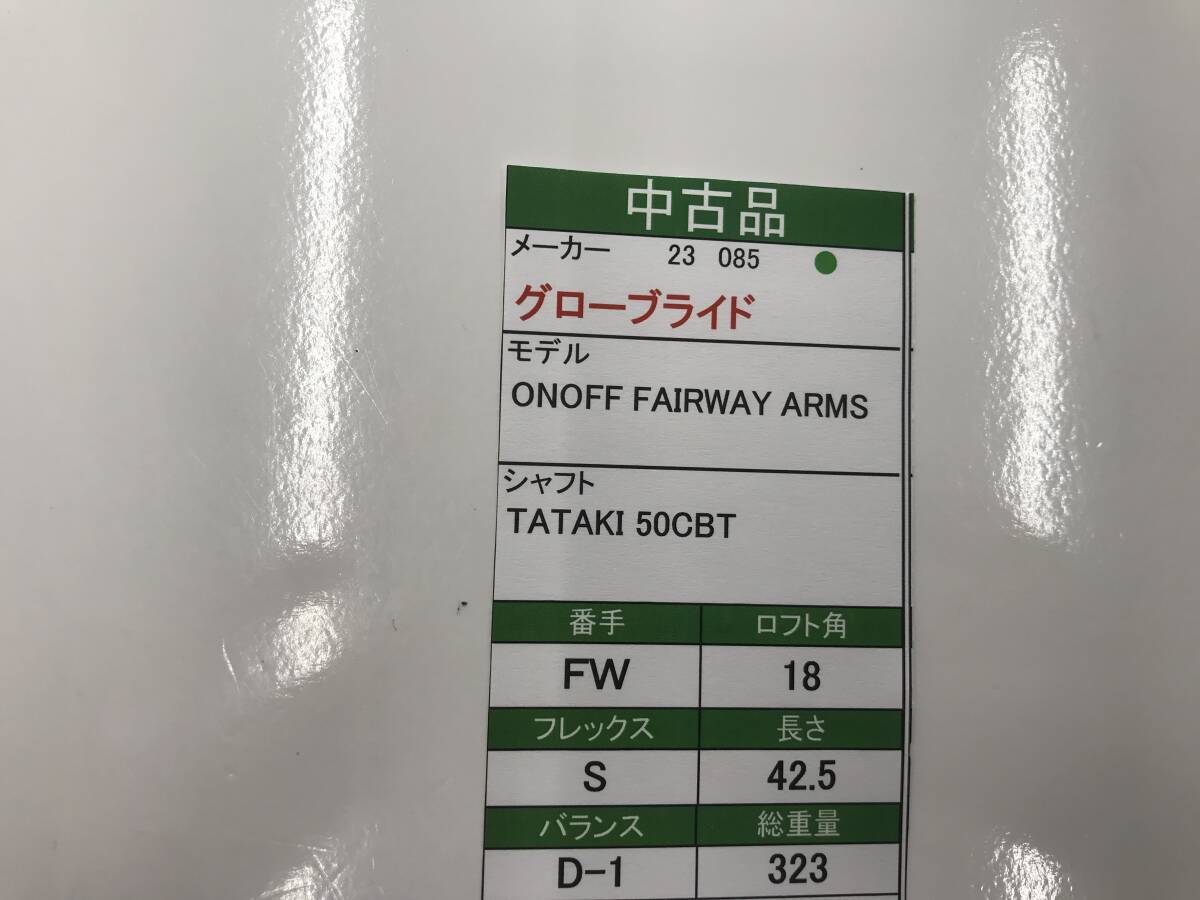 中古品
メーカー 23 085
グローブライド
モデル
ONOFF FAIRWAY ARMS
シャフト
TATAKI 50CBT
番手 ロフト角
FW 18
フレックス 長さ
S 42.5
バランス 総重量
D-1 323